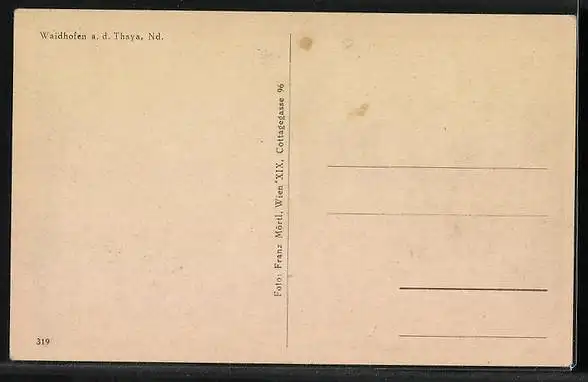 Waidhofen a. d. Thaya, Nd.
Foto: Franz Mörtl, Wien XIX, Cottagegasse 96
319